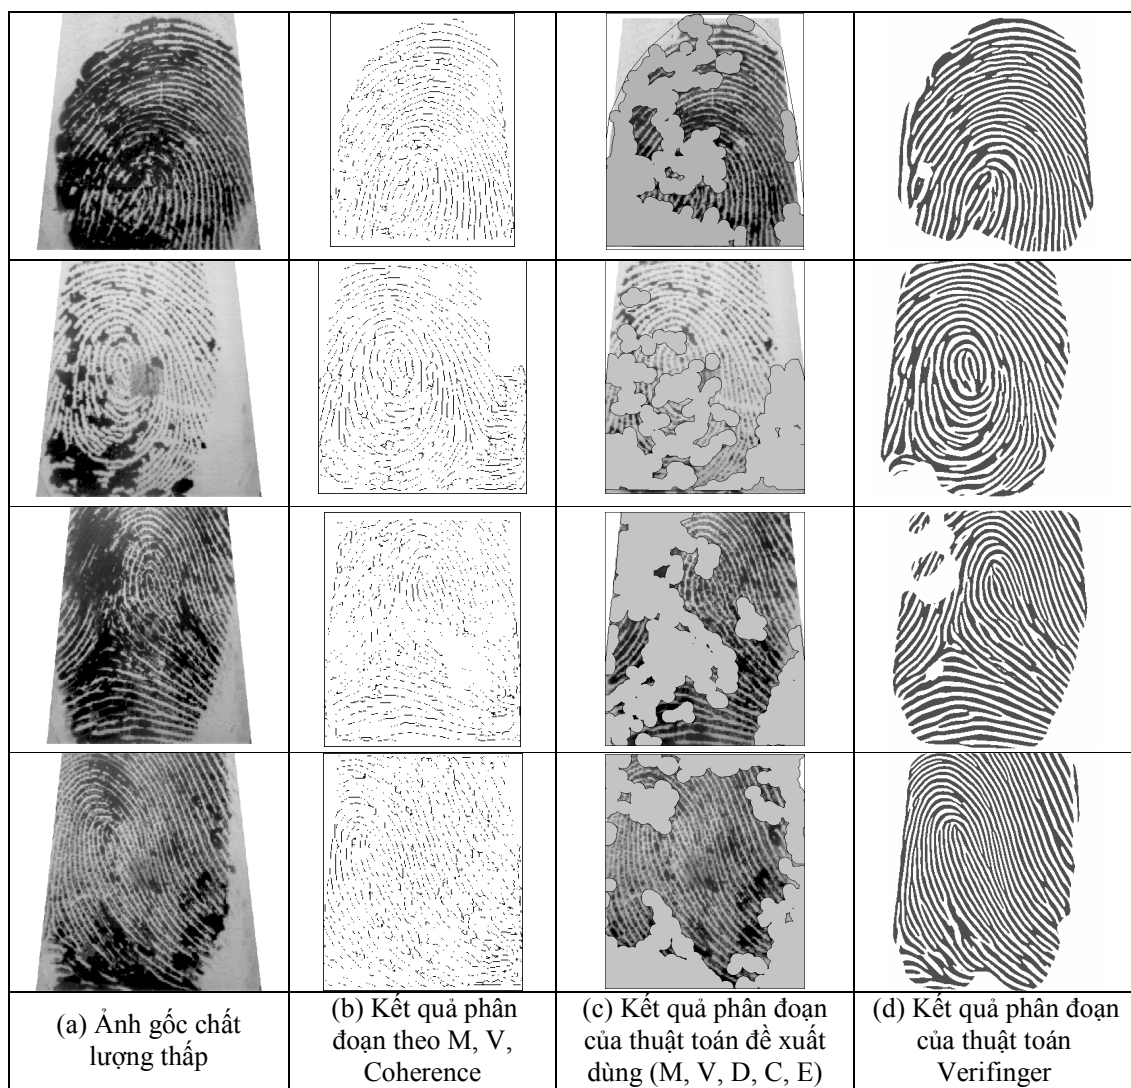 (a) Ảnh gốc chất
lượng thấp
(b) Kết quả phân
đoạn theo M, V,
Coherence
(c) Kết quả phân đoạn
của thuật toán đề xuất
dùng (M, V, D, C, E)
(d) Kết quả phân đoạn
của thuật toán
Verifinger